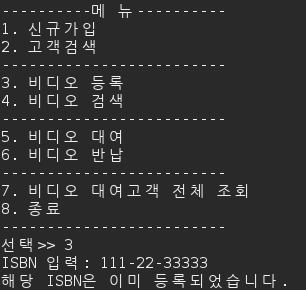 ----------메 뉴----------
1. 신규가입
2. 고객검색
-------------------------
3. 비디오 등록
4. 비디오 검색
-------------------------
5. 비디오 대여
6. 비디오 반납
-------------------------
7. 비디오 대여고객 전체 조회
8. 종료
-------------------------
선택>> 3
ISBN 입력: 111-22-33333
해당 ISBN은 이미 등록되었습니다.